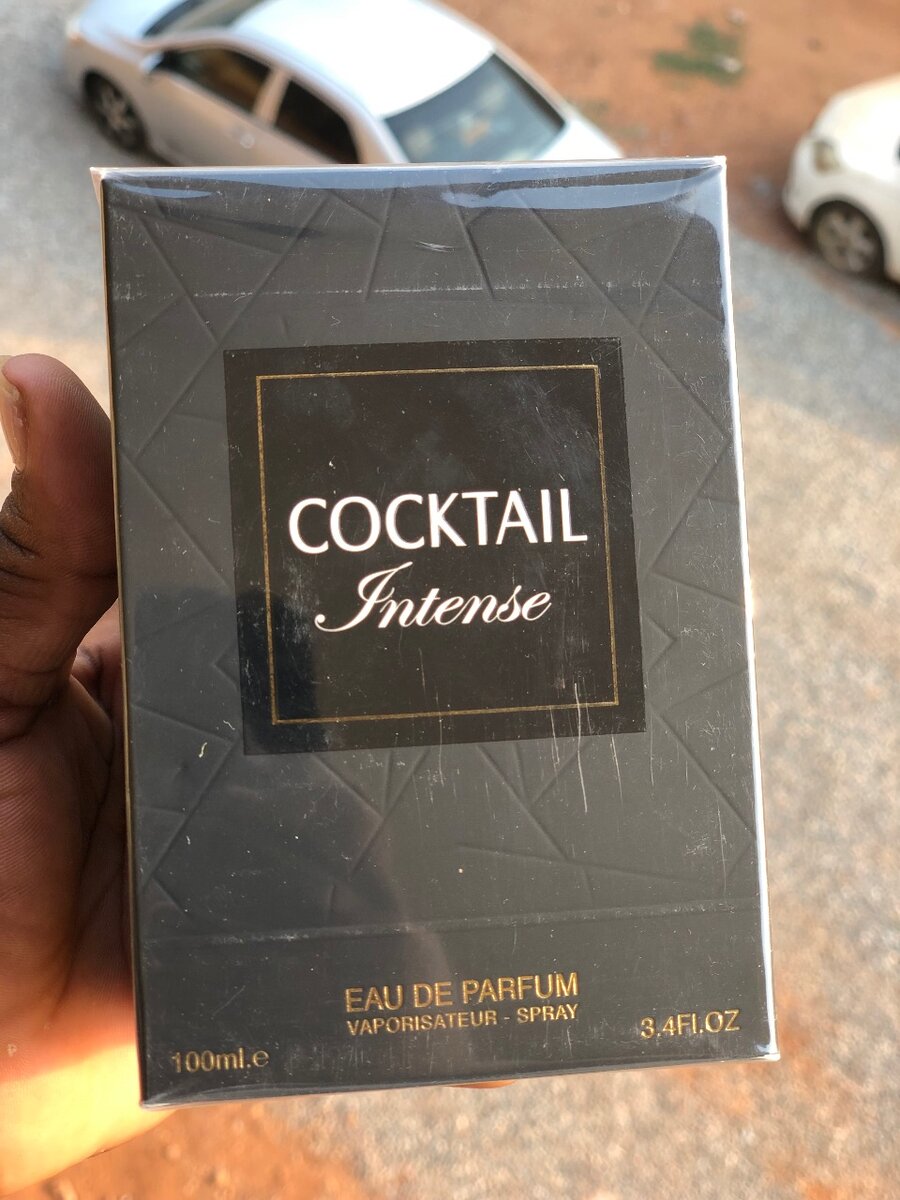 COCKTAIL
Intense
EAU DE PARFUM
VAPORISATEUR - SPRAY
100ml.e
3.4Fl.OZ